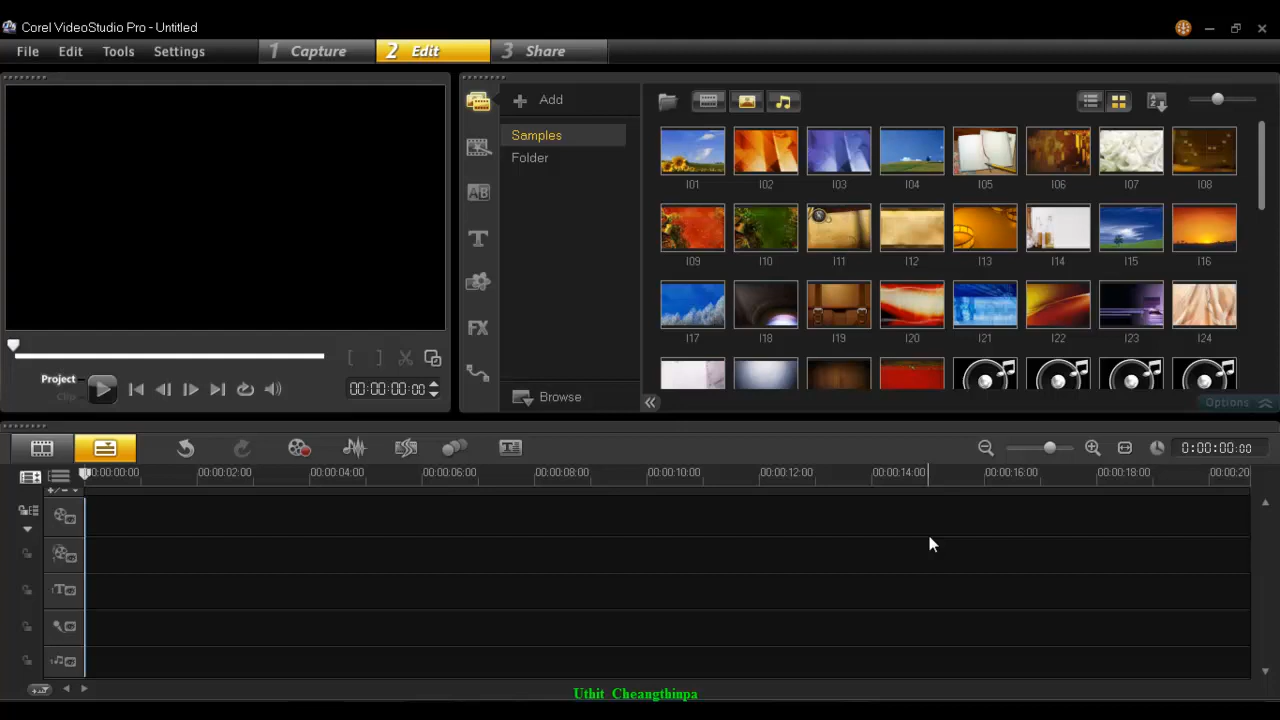 Corel VideoStudio Pro - Untitled
File Edit Tools Settings 1 Capture 2 Edit 3 Share
Add
Samples
Folder
I01 I02 I03 I04 I05 I06 I07 I08
I09 I10 I11 I12 I13 I14 I15 I16
I17 I18 I19 I20 I21 I22 I23 I24
AB
T
FX
Project
Clip
00:00:00:00
Browse
Options
0:00:00:00
00:00:00:00 00:00:02:00 00:00:04:00 00:00:06:00 00:00:08:00 00:00:10:00 00:00:12:00 00:00:14:00 00:00:16:00 00:00:18:00 00:00:20
Uthit Cheangthinpa